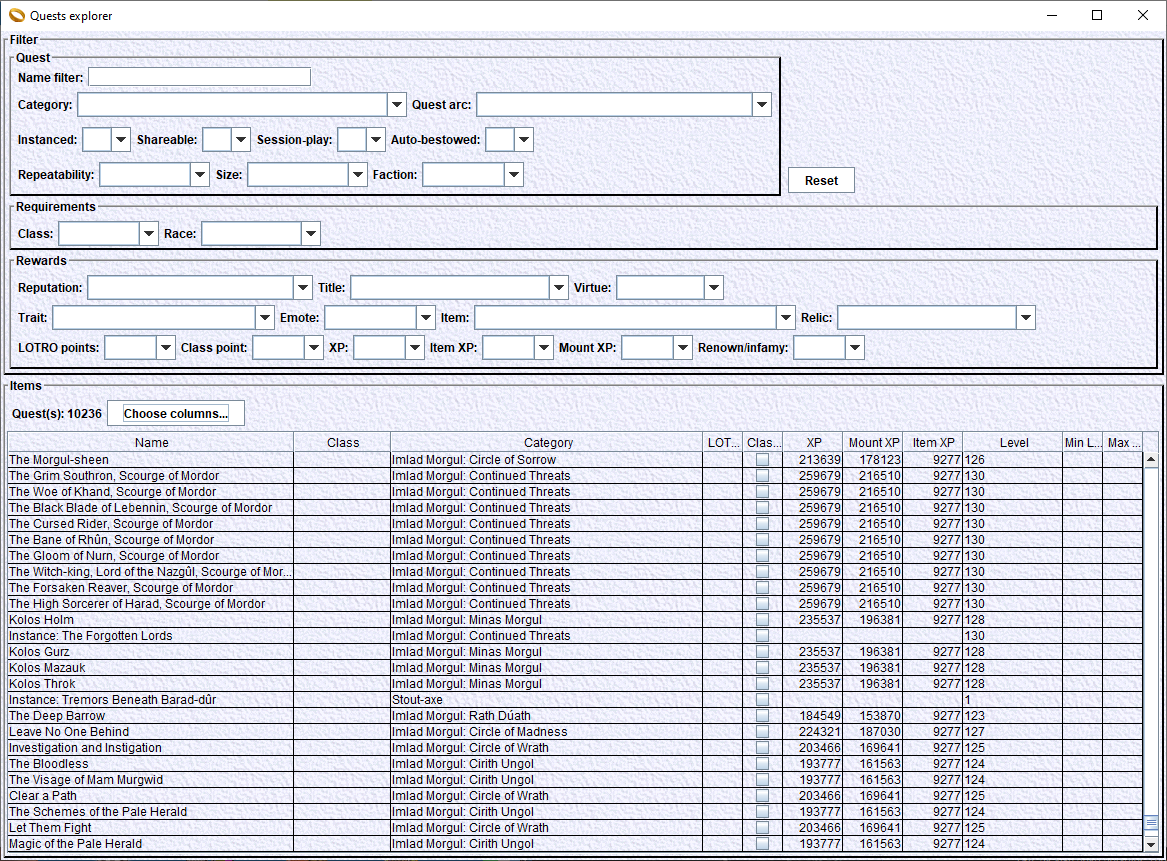 Quests explorer
Filter
Quest
Name filter:
Category: Quest arc:
Instanced: Shareable: Session-play: Auto-bestowed:
Repeatability: Size: Faction:
Reset
Requirements
Class: Race:
Rewards
Reputation: Title: Virtue:
Trait: Emote: Item: Relic:
LOTRO points: Class point: XP: Item XP: Mount XP: Renown/infamy:
Items
Quest(s): 10236 Choose columns...
Name Class Category LOT... Clas... XP Mount XP Item XP Level Min L... Max ...
The Morgul-sheen Imlad Morgul: Circle of Sorrow 213639 178123 9277 126
The Grim Southron, Scourge of Mordor Imlad Morgul: Continued Threats 259679 216510 9277 130
The Woe of Khand, Scourge of Mordor Imlad Morgul: Continued Threats 259679 216510 9277 130
The Black Blade of Lebennin, Scourge of Mordor Imlad Morgul: Continued Threats 259679 216510 9277 130
The Cursed Rider, Scourge of Mordor Imlad Morgul: Continued Threats 259679 216510 9277 130
The Bane of Rhûn, Scourge of Mordor Imlad Morgul: Continued Threats 259679 216510 9277 130
The Gloom of Nurn, Scourge of Mordor Imlad Morgul: Continued Threats 259679 216510 9277 130
The Witch-king, Lord of the Nazgûl, Scourge of Mor... Imlad Morgul: Continued Threats 259679 216510 9277 130
The Forsaken Reaver, Scourge of Mordor Imlad Morgul: Continued Threats 259679 216510 9277 130
The High Sorcerer of Harad, Scourge of Mordor Imlad Morgul: Continued Threats 259679 216510 9277 130
Kolos Holm Imlad Morgul: Minas Morgul 235537 196381 9277 128
Instance: The Forgotten Lords Imlad Morgul: Continued Threats 130
Kolos Gurz Imlad Morgul: Minas Morgul 235537 196381 9277 128
Kolos Mazauk Imlad Morgul: Minas Morgul 235537 196381 9277 128
Kolos Throk Imlad Morgul: Minas Morgul 235537 196381 9277 128
Instance: Tremors Beneath Barad-dûr Stout-axe 1
The Deep Barrow Imlad Morgul: Rath Dúath 184549 153870 9277 123
Leave No One Behind Imlad Morgul: Circle of Madness 224321 187030 9277 127
Investigation and Instigation Imlad Morgul: Circle of Wrath 203466 169641 9277 125
The Bloodless Imlad Morgul: Cirith Ungol 193777 161563 9277 124
The Visage of Mam Murgwid Imlad Morgul: Cirith Ungol 193777 161563 9277 124
Clear a Path Imlad Morgul: Circle of Wrath 203466 169641 9277 125
The Schemes of the Pale Herald Imlad Morgul: Cirith Ungol 193777 161563 9277 124
Let Them Fight Imlad Morgul: Circle of Wrath 203466 169641 9277 125
Magic of the Pale Herald Imlad Morgul: Cirith Ungol 193777 161563 9277 124